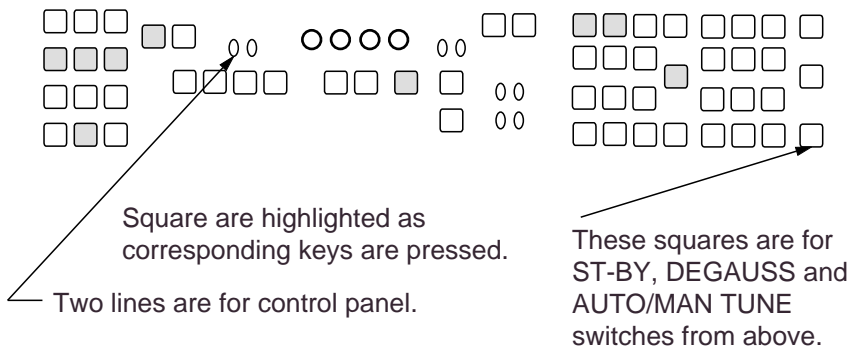 Square are highlighted as
corresponding keys are pressed.
Two lines are for control panel.
These squares are for
ST-BY, DEGAUSS and
AUTO/MAN TUNE
switches from above.